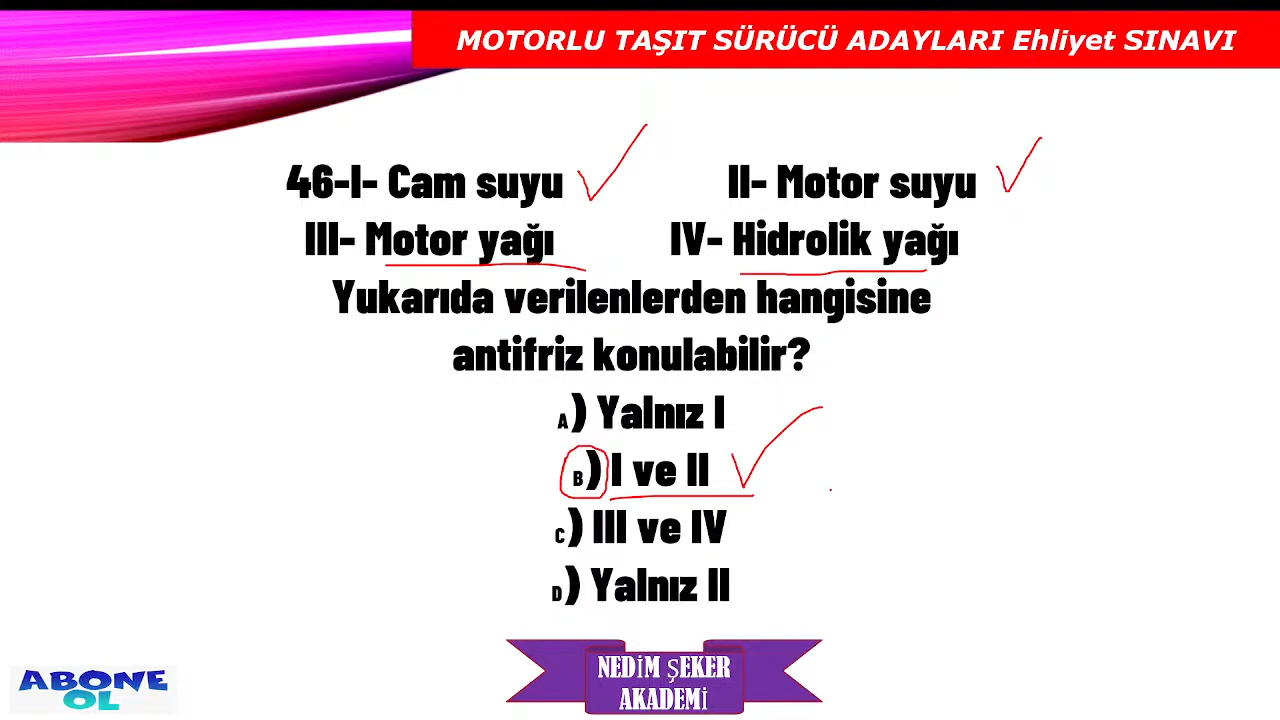 MOTORLU TAŞIT SÜRÜCÜ ADAYLARI Ehliyet SINAVI
46-I- Cam suyu II- Motor suyu
III- Motor yağı IV- Hidrolik yağı
Yukarıda verilenlerden hangisine
antifriz konulabilir?
A) Yalnız I
B) I ve II
C) III ve IV
D) Yalnız II
NEDİM ŞEKER
AKADEMİ
ABONE
OL